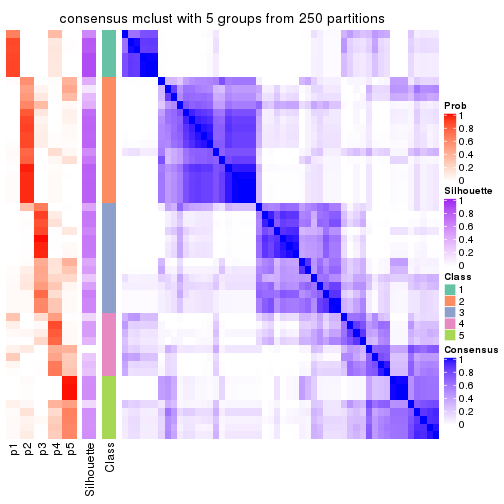 consensus mclust with 5 groups from 250 partitions
Prob
1
0.8
0.6
0.4
0.2
0
Silhouette
1
0.8
0.6
0.4
0.2
0
Class
1
2
3
4
5
Consensus
1
0.8
0.6
0.4
0.2
0
p1
p2
p3
p4
p5
Silhouette
Class